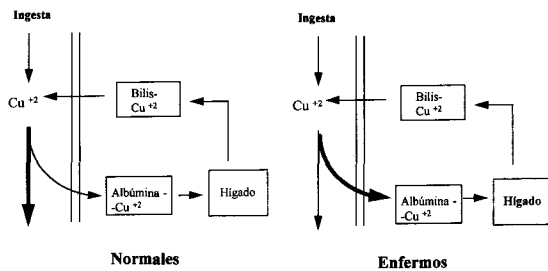 Ingesta
Cu +2
Bilis-
Cu +2
Albúmina -
-Cu +2
Hígado
Normales
Ingesta
Cu +2
Bilis-
Cu +2
Albúmina -
-Cu +2
Hígado
Enfermos